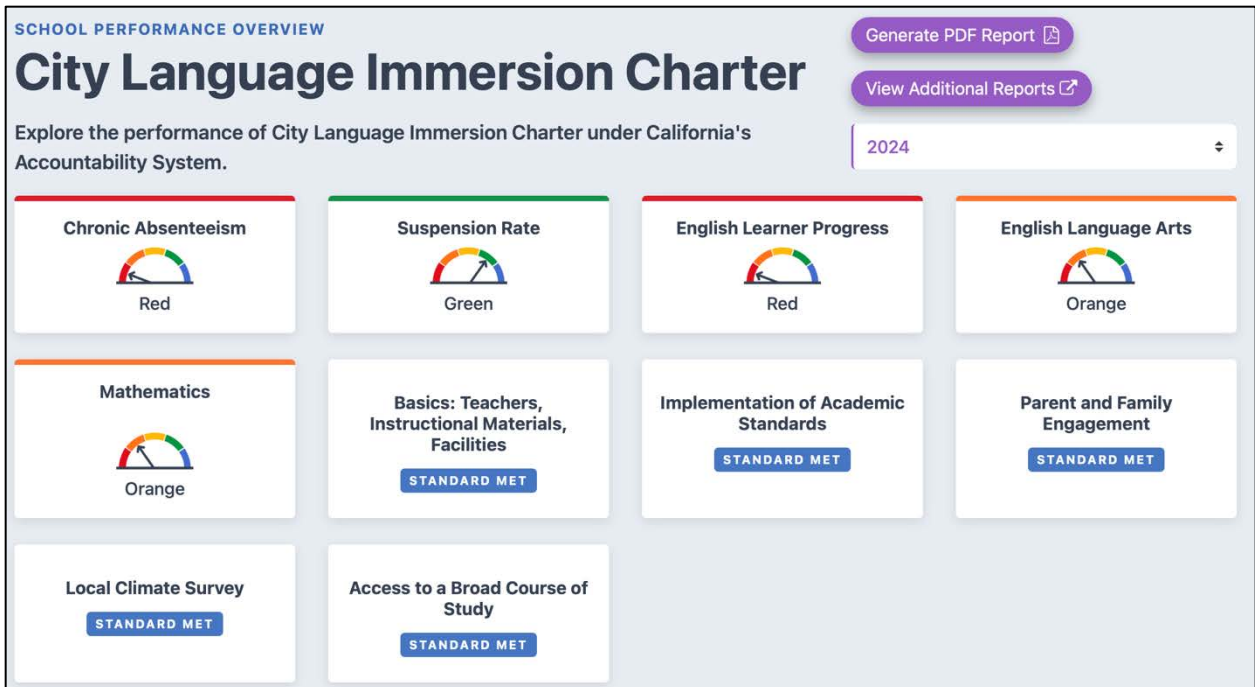 SCHOOL PERFORMANCE OVERVIEW
City Language Immersion Charter
Explore the performance of City Language Immersion Charter under California's
Accountability System.
Generate PDF Report
View Additional Reports
2024
Chronic Absenteeism
Red
Suspension Rate
Green
English Learner Progress
Red
English Language Arts
Orange
Mathematics
Orange
Basics: Teachers,
Instructional Materials,
Facilities
STANDARD MET
Implementation of Academic
Standards
STANDARD MET
Parent and Family
Engagement
STANDARD MET
Local Climate Survey
STANDARD MET
Access to a Broad Course of
Study
STANDARD MET